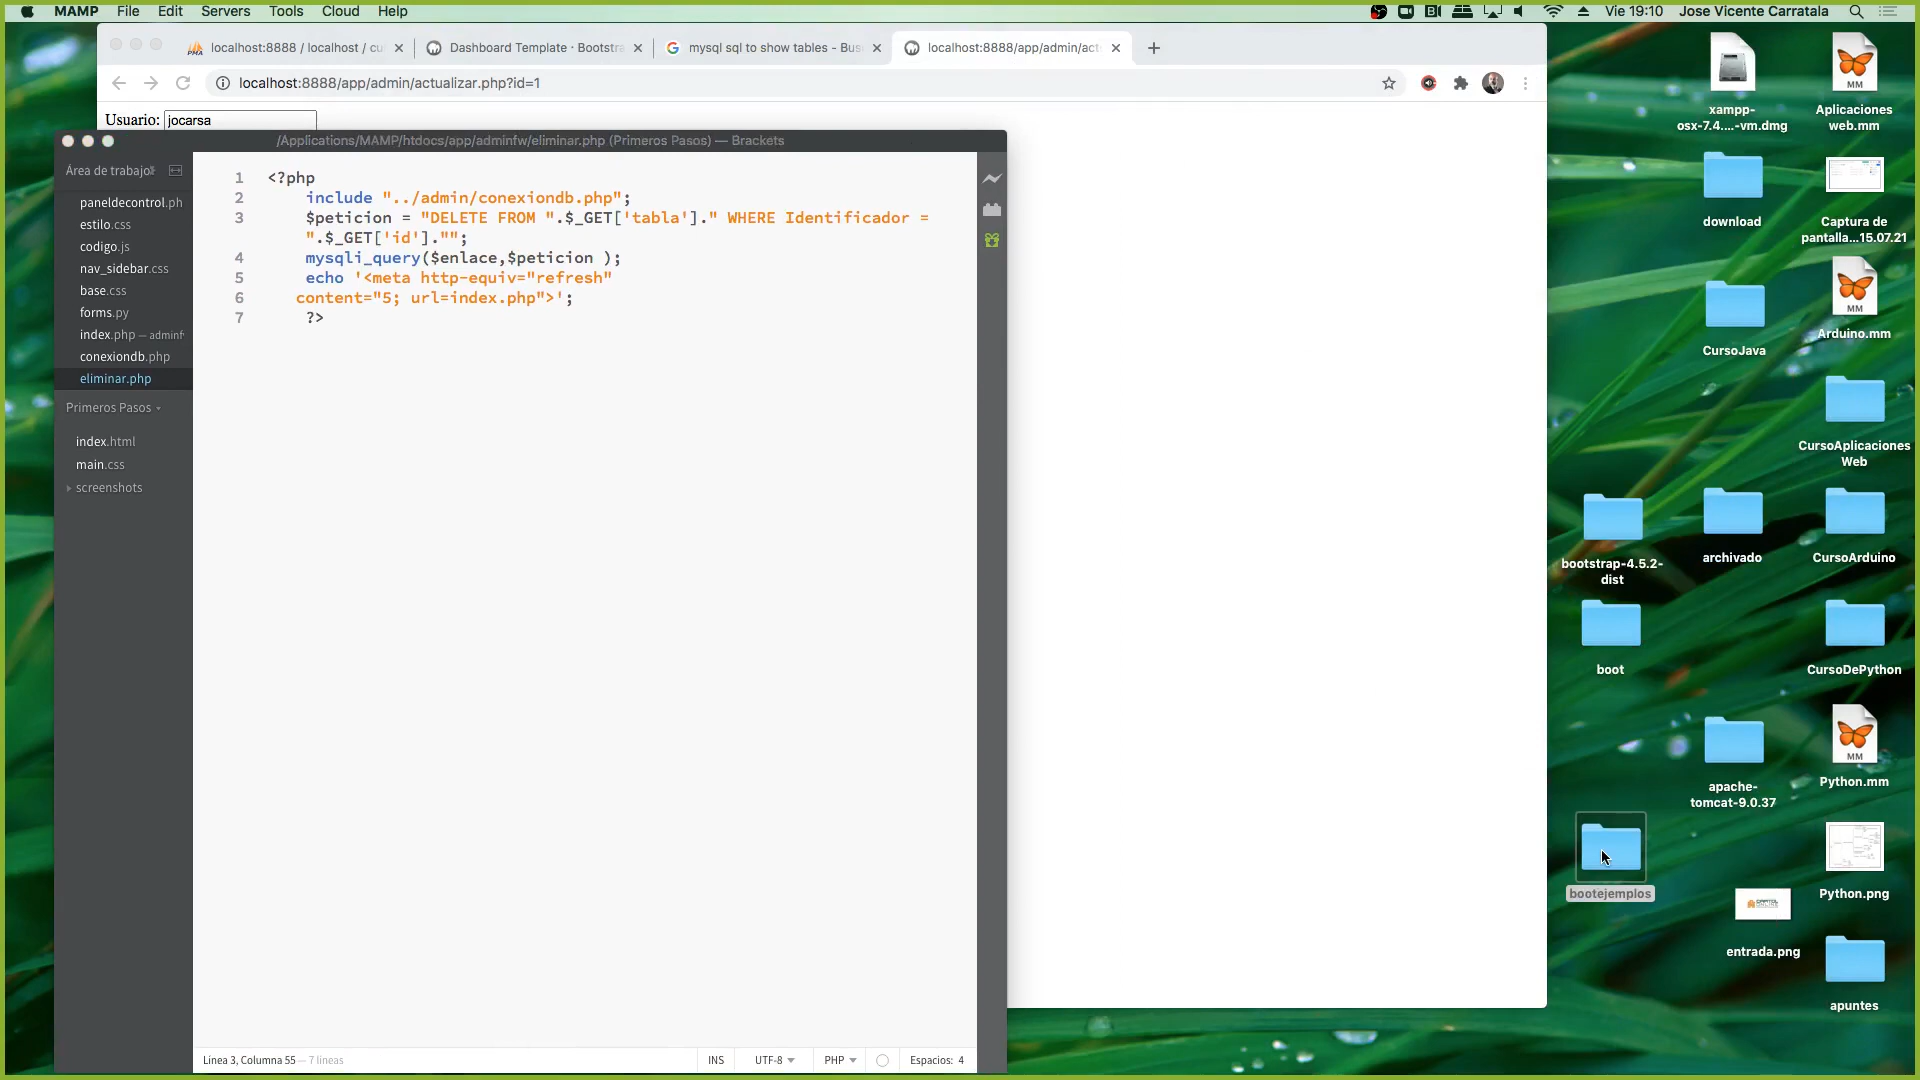 MAMP File Edit Servers Tools Cloud Help
Vie 19:10 Jose Vicente Carratala
localhost:8888 / localhost / cu
Dashboard Template · Bootstra
mysql sql to show tables - Bus
localhost:8888/app/admin/act
localhost:8888/app/admin/actualizar.php?id=1
Usuario: jocarsa
/Applications/MAMP/htdocs/app/adminfw/eliminar.php (Primeros Pasos) — Brackets
Área de trabajo
paneldecontrol.ph
estilo.css
codigo.js
nav_sidebar.css
base.css
forms.py
index.php — adminf
conexiondb.php
eliminar.php
Primeros Pasos
index.html
main.css
screenshots
1 <?php
2 include "../admin/conexiondb.php";
3 $peticion = "DELETE FROM ".$_GET['tabla']." WHERE Identificador =
".$_GET['id']."";
4 mysqli_query($enlace,$peticion );
5 echo '<meta http-equiv="refresh"
6 content="5; url=index.php">';
7 ?>
Línea 3, Columna 55 — 7 líneas
INS UTF-8 PHP Espacios: 4
xampp-
osx-7.4....-vm.dmg
MM
Aplicaciones
web.mm
download
Captura de
pantalla...15.07.21
CursoJava
MM
Arduino.mm
CursoAplicaciones
Web
bootstrap-4.5.2-
dist
archivado
CursoArduino
boot
CursoDePython
apache-
tomcat-9.0.37
MM
Python.mm
bootejemplos
Python.png
entrada.png
apuntes